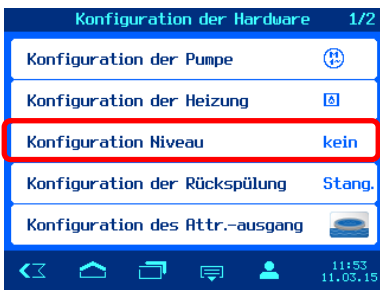 Konfiguration der Hardware 1/2
Konfiguration der Pumpe
Konfiguration der Heizung
Konfiguration Niveau kein
Konfiguration der Rückspülung Stang.
Konfiguration des Attr.-ausgang
11:53
11.03.15